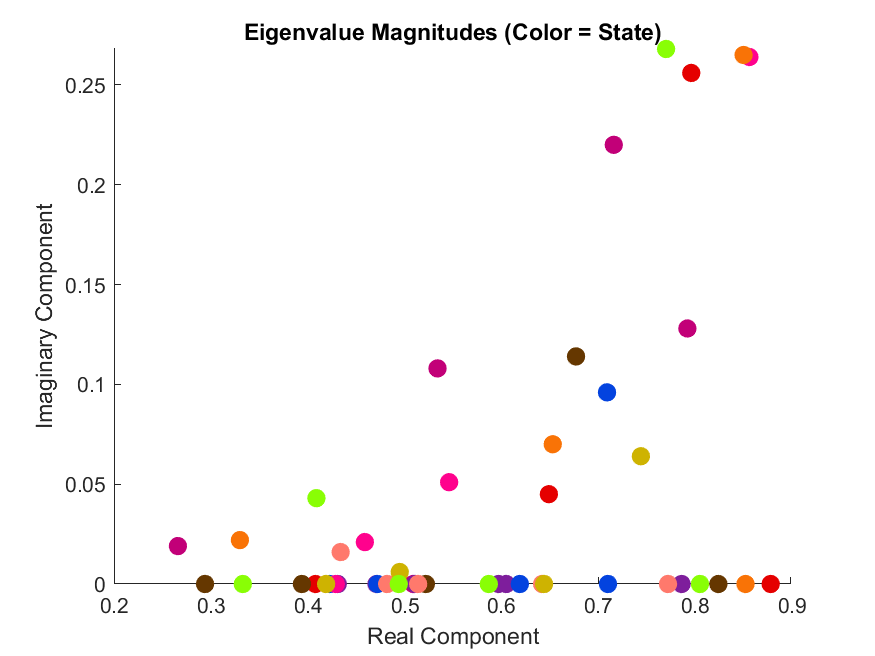 Eigenvalue Magnitudes (Color = State)
0.25
0.2
0.15
0.1
0.05
0
Imaginary Component
0.2 0.3 0.4 0.5 0.6 0.7 0.8 0.9
Real Component